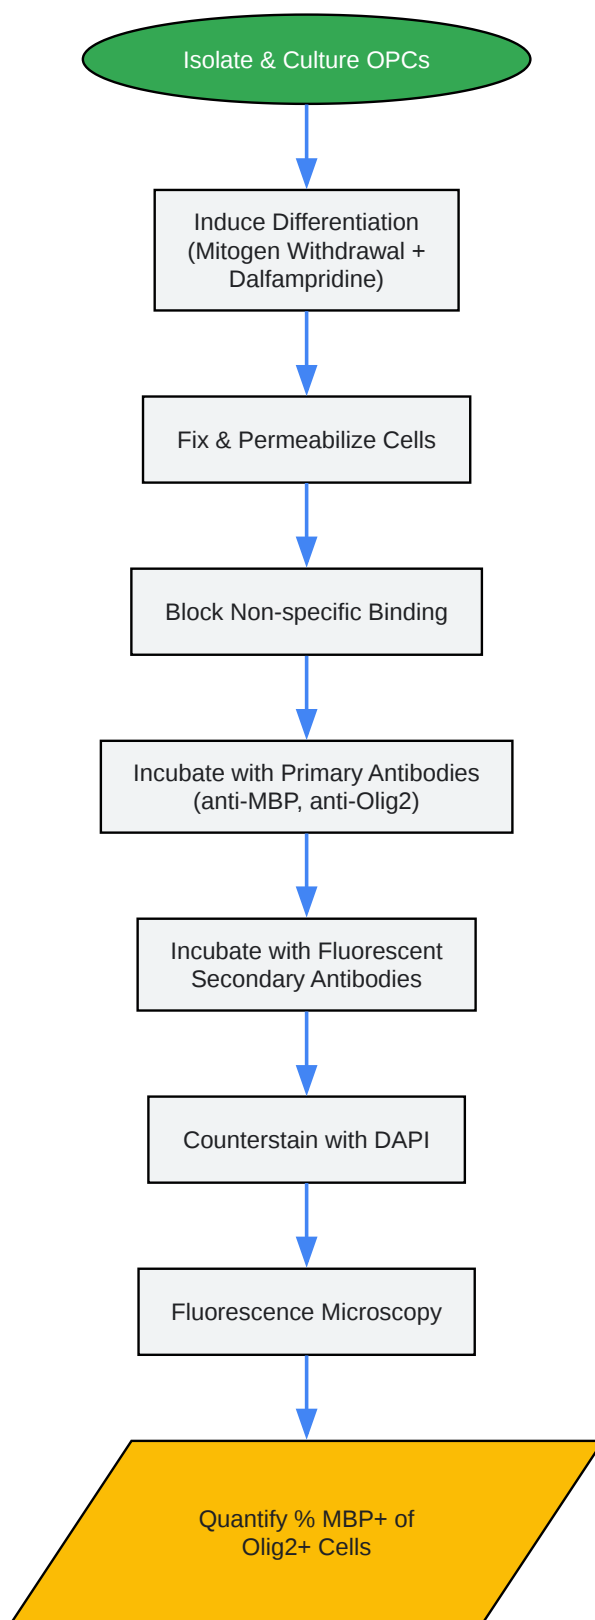 Isolate & Culture OPCs
Induce Differentiation
(Mitogen Withdrawal +
Dalfampridine)
Fix & Permeabilize Cells
Block Non-specific Binding
Incubate with Primary Antibodies
(anti-MBP, anti-Olig2)
Incubate with Fluorescent
Secondary Antibodies
Counterstain with DAPI
Fluorescence Microscopy
Quantify % MBP+ of
Olig2+ Cells